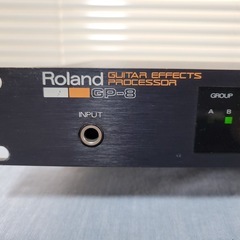 Roland GUITAR EFFECTS
PROCESSOR
GP-8
INPUT
GROUP
A B